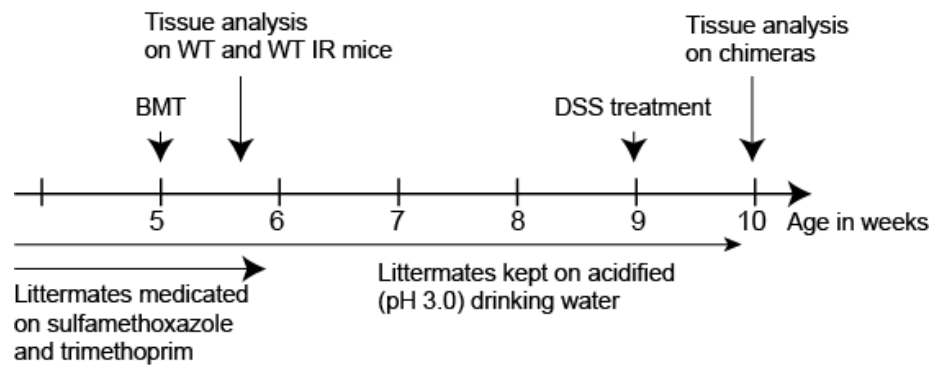 Tissue analysis
on WT and WT IR mice
Tissue analysis
on chimeras
BMT
DSS treatment
5 6 7 8 9 10 Age in weeks
Littermates kept on acidified
(pH 3.0) drinking water
Littermates medicated
on sulfamethoxazole
and trimethoprim